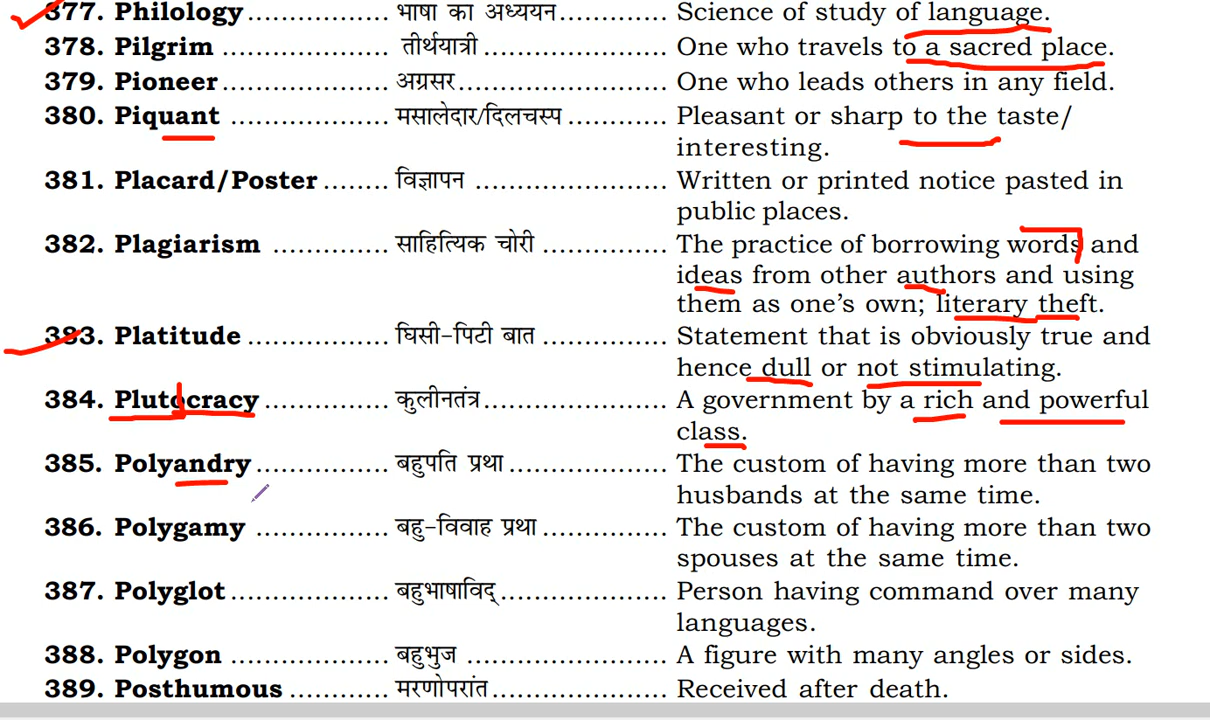 377. Philology................ भाषा का अध्ययन............. Science of study of language.
378. Pilgrim ................... तीर्थयात्री...................... Only who travels to a sacred place.
379. Pioneer ................... अग्रसर......................... One who leads others in any field.
380. Piquant .................. मसालेदार/दिलचस्प............ Pleasant or sharp to the taste/
interesting.
381. Placard/Poster ........ विज्ञापन ....................... Written or printed notice pasted in
public places.
382. Plagiarism ............. साहित्यिक चोरी................ The practice of borrowing words and
ideas from other authors and using
them as one’s own; literary theft.
383. Platitude ................ घिसी-पिटी बात ................ Statement that is obviously true and
hence dull or not stimulating.
384. Plutocracy .............. कुलीनतंत्र...................... A government by a rich and powerful
class.
385. Polyandry............... बहुपति प्रथा ................... The custom of having more than two
husbands at the same time.
386. Polygamy ............... बहु-विवाह प्रथा ............... The custom of having more than two
spouses at the same time.
387. Polyglot .................. बहुभाषाविद्.................... Person having command over many
languages.
388. Polygon .................. बहुभुज ........................ A figure with many angles or sides.
389. Posthumous ........... मरणोपरांत..................... Received after death.